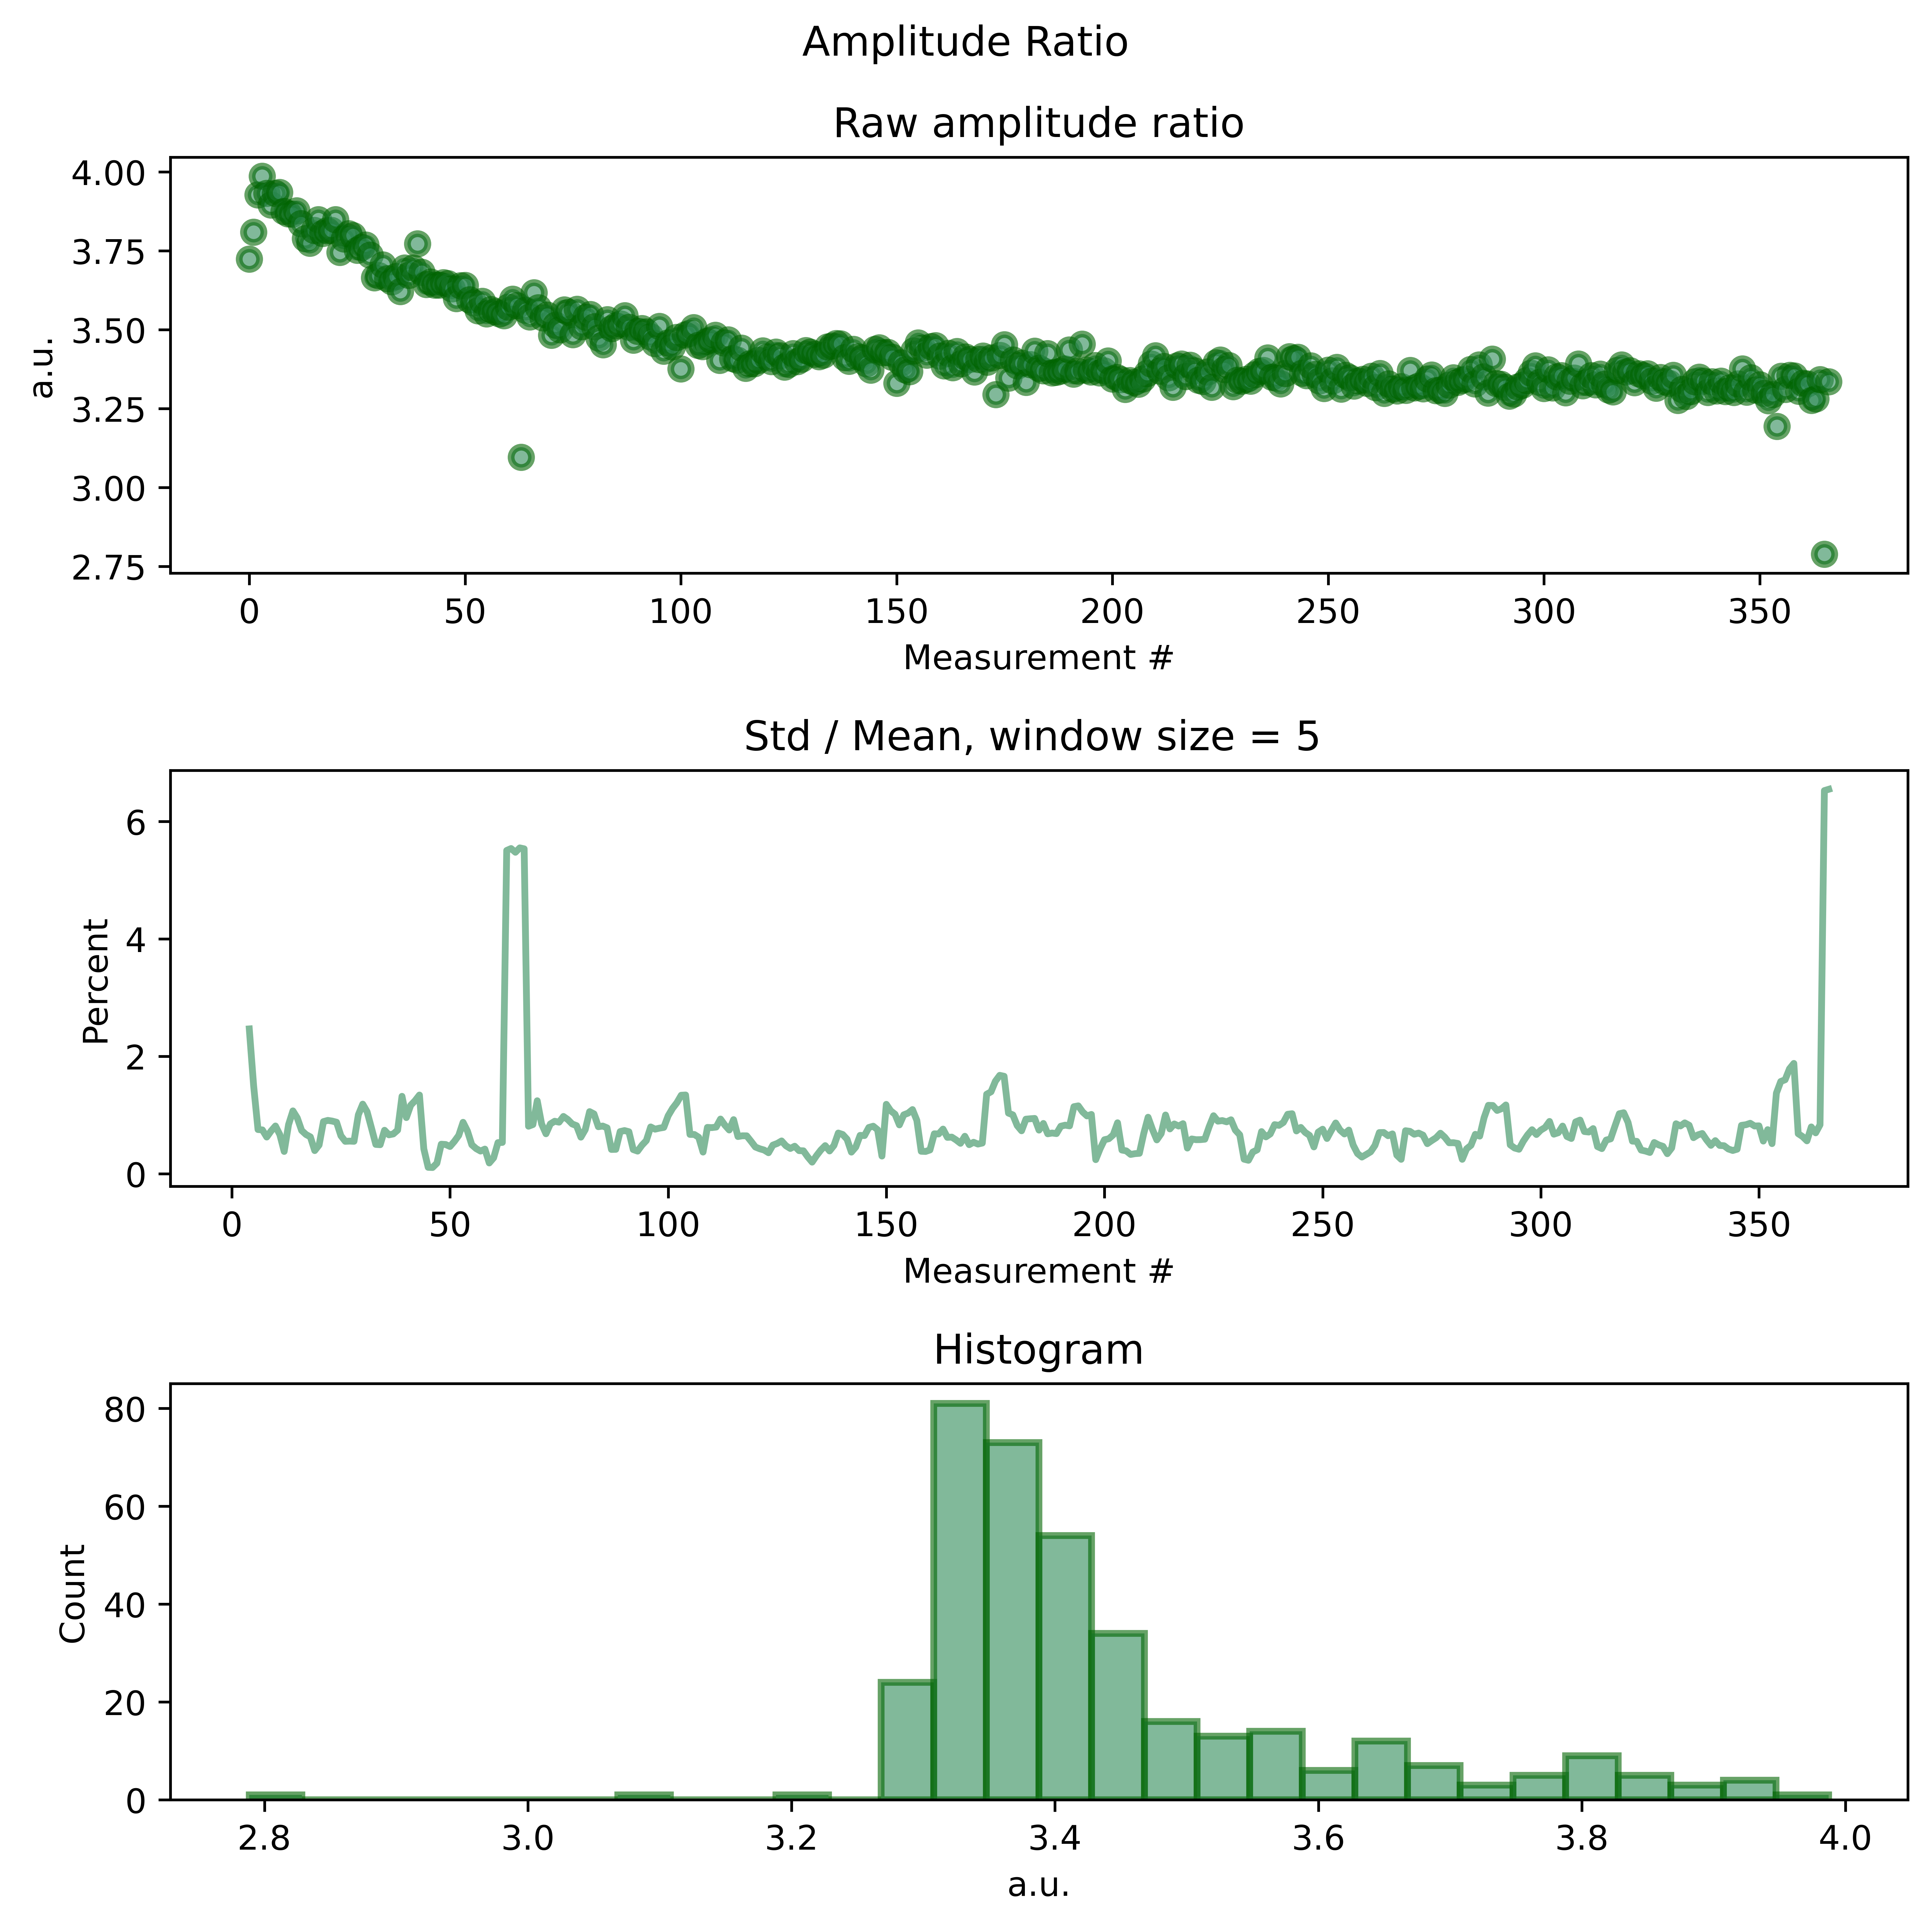 Amplitude Ratio
Raw amplitude ratio
4.00
3.75
3.50
3.25
3.00
2.75
a.u.
0 50 100 150 200 250 300 350
Measurement #
Std / Mean, window size = 5
6
4
2
0
Percent
0 50 100 150 200 250 300 350
Measurement #
Histogram
80
60
40
20
0
Count
2.8 3.0 3.2 3.4 3.6 3.8 4.0
a.u.